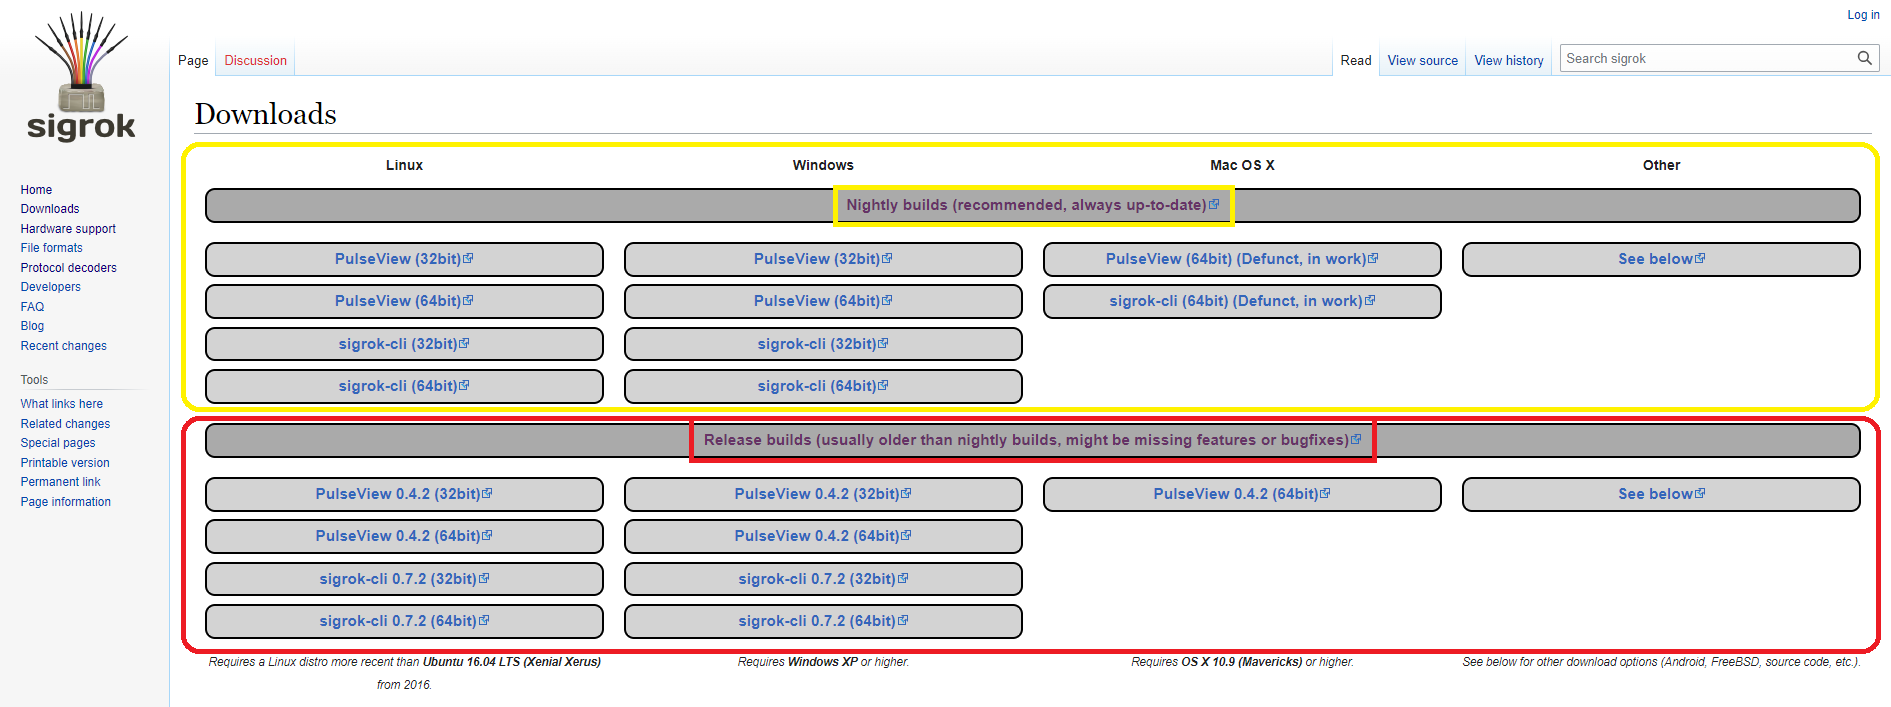 Log in
Page Discussion Read View source View history Search sigrok
sigrok
Downloads
Home
Downloads
Hardware support
File formats
Protocol decoders
Developers
FAQ
Blog
Recent changes
Tools
What links here
Related changes
Special pages
Printable version
Permanent link
Page information
Linux Windows Mac OS X Other
Nightly builds (recommended, always up-to-date)
PulseView (32bit) PulseView (32bit) PulseView (64bit) (Defunct, in work) See below
PulseView (64bit) PulseView (64bit) sigrok-cli (64bit) (Defunct, in work)
sigrok-cli (32bit) sigrok-cli (32bit)
sigrok-cli (64bit) sigrok-cli (64bit)
Release builds (usually older than nightly builds, might be missing features or bugfixes)
PulseView 0.4.2 (32bit) PulseView 0.4.2 (32bit) PulseView 0.4.2 (64bit) See below
PulseView 0.4.2 (64bit) PulseView 0.4.2 (64bit)
sigrok-cli 0.7.2 (32bit) sigrok-cli 0.7.2 (32bit)
sigrok-cli 0.7.2 (64bit) sigrok-cli 0.7.2 (64bit)
Requires a Linux distro more recent than Ubuntu 16.04 LTS (Xenial Xerus) Requires Windows XP or higher. Requires OS X 10.9 (Mavericks) or higher. See below for other download options (Android, FreeBSD, source code, etc.).
from 2016.